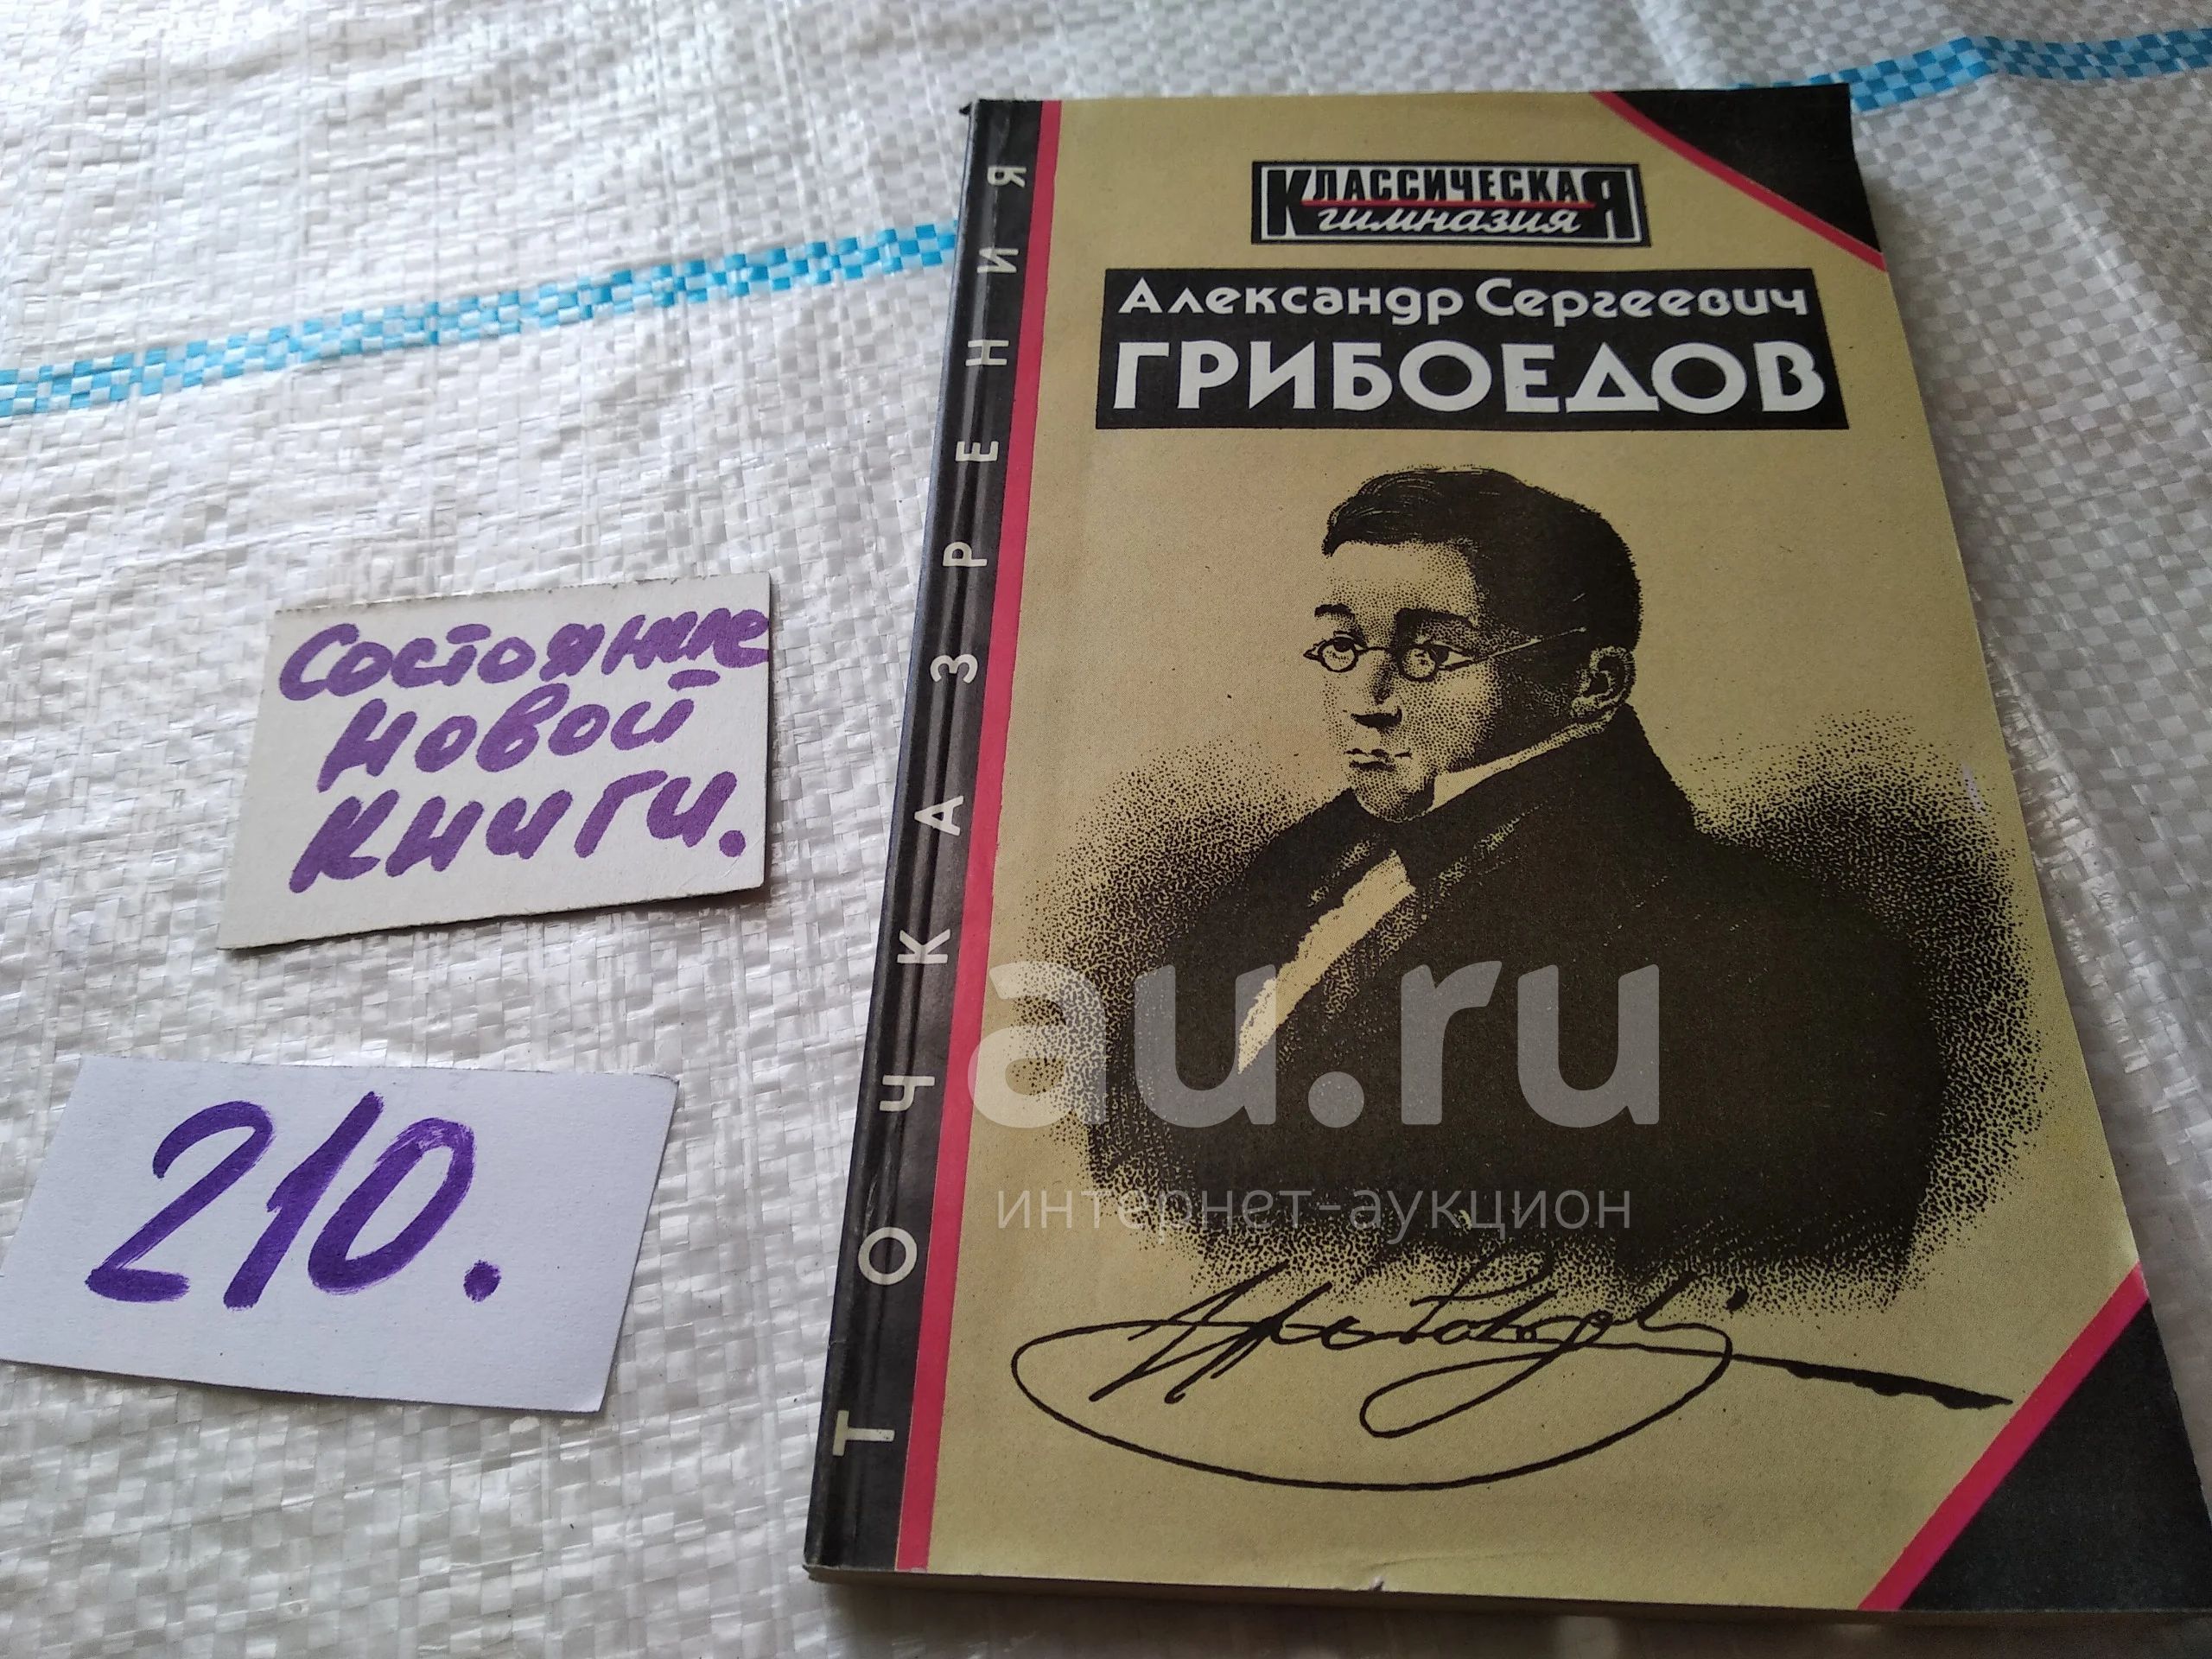 КЛАССИЧЕСКАЯ
гимназия
Александр Сергеевич
ГРИБОЕДОВ
ТОЧКА ЗРЕНИЯ
Состояние
новой
книги.
210.
au.ru
интернет-аукцион